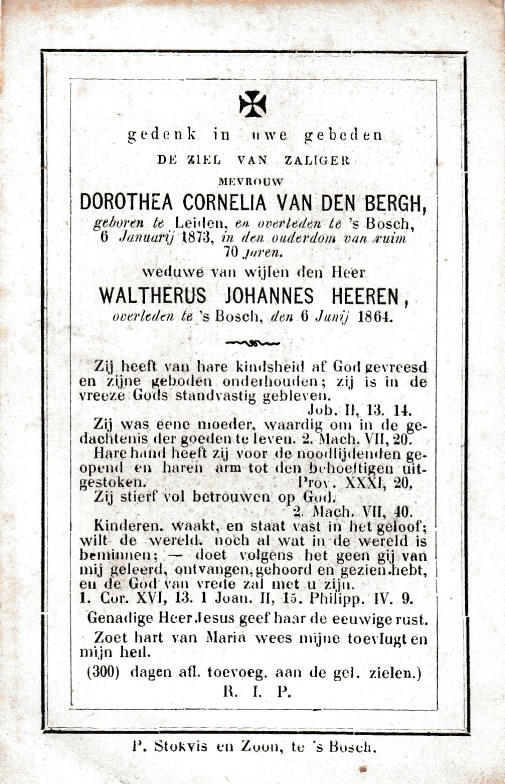 gedenk in uwe gebeden
DE ZIEL VAN ZALIGER
MEVROUW
DOROTHEA CORNELIA VAN DEN BERGH,
geboren te Leiden, en overleden te 's Bosch,
6 Januarij 1873, in den ouderdom van ruim
70 jaren.
weduwe van wijlen den Heer
WALTHERUS JOHANNES HEEREN,
overleden te 's Bosch, den 6 Junij 1864.
Zij heeft van hare kindsheid af God gevreesd
en zijne geboden onderhouden; zij is in de
vreeze Gods standvastig gebleven.
Job. II, 13. 14.
Zij was eene moeder, waardig om in de ge-
dachtenis der goeden te leven. 2. Mach. VII, 20.
Hare hand heeft zij voor de noodlijdenden ge-
opend en haren arm tot den behoeftigen uit-
gestoken. Prov. XXXI, 20.
Zij stierf vol betrouwen op God.
2. Mach. VII, 40.
Kinderen. waakt, en staat vast in het geloof;
wilt de wereld. noch al wat in de wereld is
beminnen; — doet volgens het geen gij van
mij geleerd, ontvangen, gehoord en gezien hebt,
en de God van vrede zal met u zijn.
1. Cor. XVI, 13. 1 Joan. II, 15. Philipp. IV. 9.
Genadige Heer Jesus geef haar de eeuwige rust.
Zoet hart van Maria wees mijne toevlugt en
mijn heil.
(300) dagen afl. toevoeg. aan de gel. zielen.)
R. I. P.
P. Stokvis en Zoon, te 's Bosch.